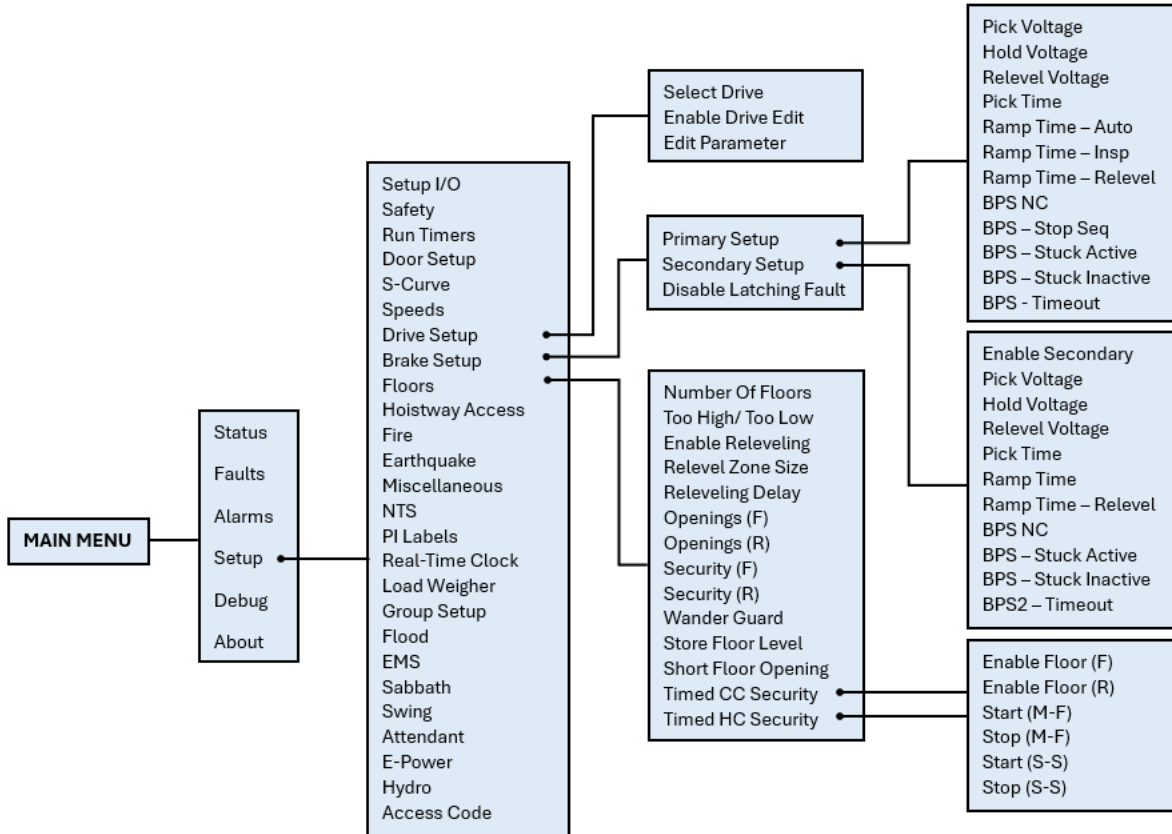 MAIN MENU
Status
Faults
Alarms
Setup
Debug
About
Setup I/O
Safety
Run Timers
Door Setup
S-Curve
Speeds
Drive Setup
Brake Setup
Floors
Hoistway Access
Fire
Earthquake
Miscellaneous
NTS
PI Labels
Real-Time Clock
Load Weigher
Group Setup
Flood
EMS
Sabbath
Swing
Attendant
E-Power
Hydro
Access Code
Select Drive
Enable Drive Edit
Edit Parameter
Primary Setup
Secondary Setup
Disable Latching Fault
Number Of Floors
Too High/ Too Low
Enable Releveling
Relevel Zone Size
Releveling Delay
Openings (F)
Openings (R)
Security (F)
Security (R)
Wander Guard
Store Floor Level
Short Floor Opening
Timed CC Security
Timed HC Security
Pick Voltage
Hold Voltage
Relevel Voltage
Pick Time
Ramp Time – Auto
Ramp Time – Insp
Ramp Time – Relevel
BPS NC
BPS – Stop Seq
BPS – Stuck Active
BPS – Stuck Inactive
BPS - Timeout
Enable Secondary
Pick Voltage
Hold Voltage
Relevel Voltage
Pick Time
Ramp Time
Ramp Time – Relevel
BPS NC
BPS – Stuck Active
BPS – Stuck Inactive
BPS2 – Timeout
Enable Floor (F)
Enable Floor (R)
Start (M-F)
Stop (M-F)
Start (S-S)
Stop (S-S)